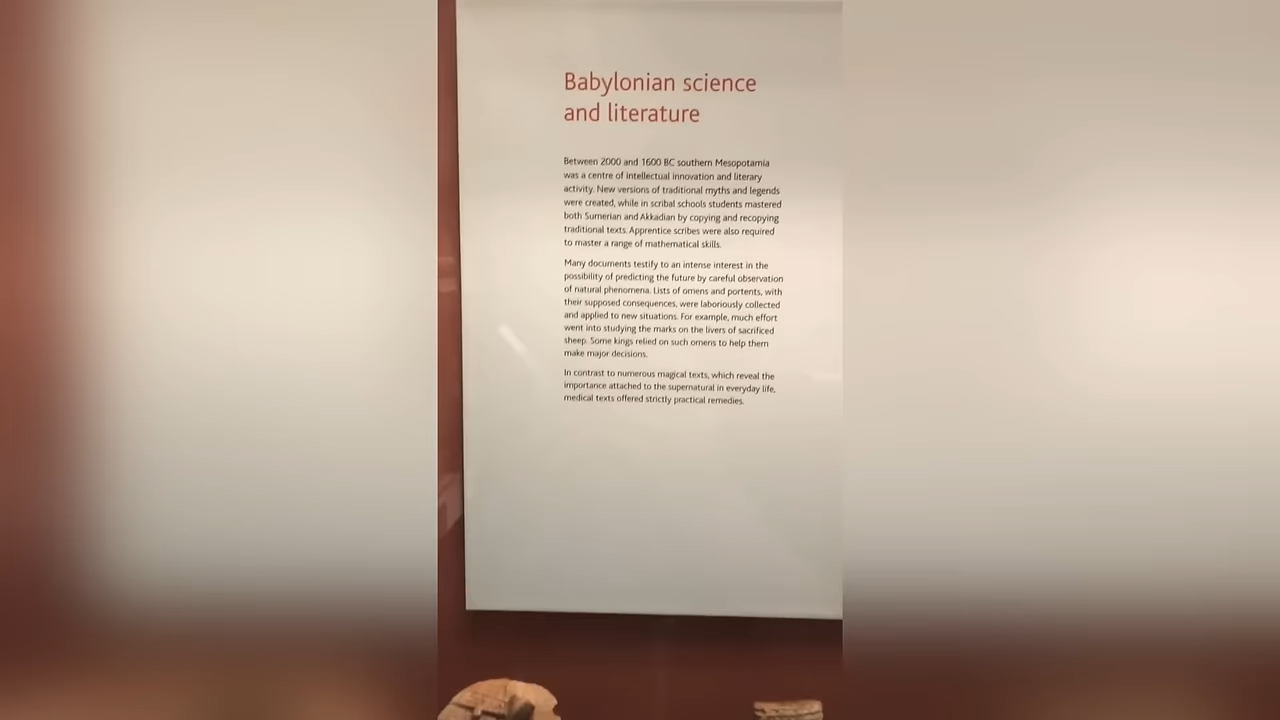 Babylonian science
and literature
Between 2000 and 1600 BC southern Mesopotamia
was a centre of intellectual innovation and literary
activity. New versions of traditional myths and legends
were created, while in scribal schools students mastered
both Sumerian and Akkadian by copying and recopying
traditional texts. Apprentice scribes were also required
to master a range of mathematical skills.
Many documents testify to an intense interest in the
possibility of predicting the future by careful observation
of natural phenomena. Lists of omens and portents, with
their supposed consequences, were laboriously collected
and applied to new situations. For example, much effort
went into studying the marks on the livers of sacrificed
sheep. Some kings relied on such omens to help them
make major decisions.
In contrast to numerous magical texts, which reveal the
importance attached to the supernatural in everyday life,
medical texts offered strictly practical remedies.